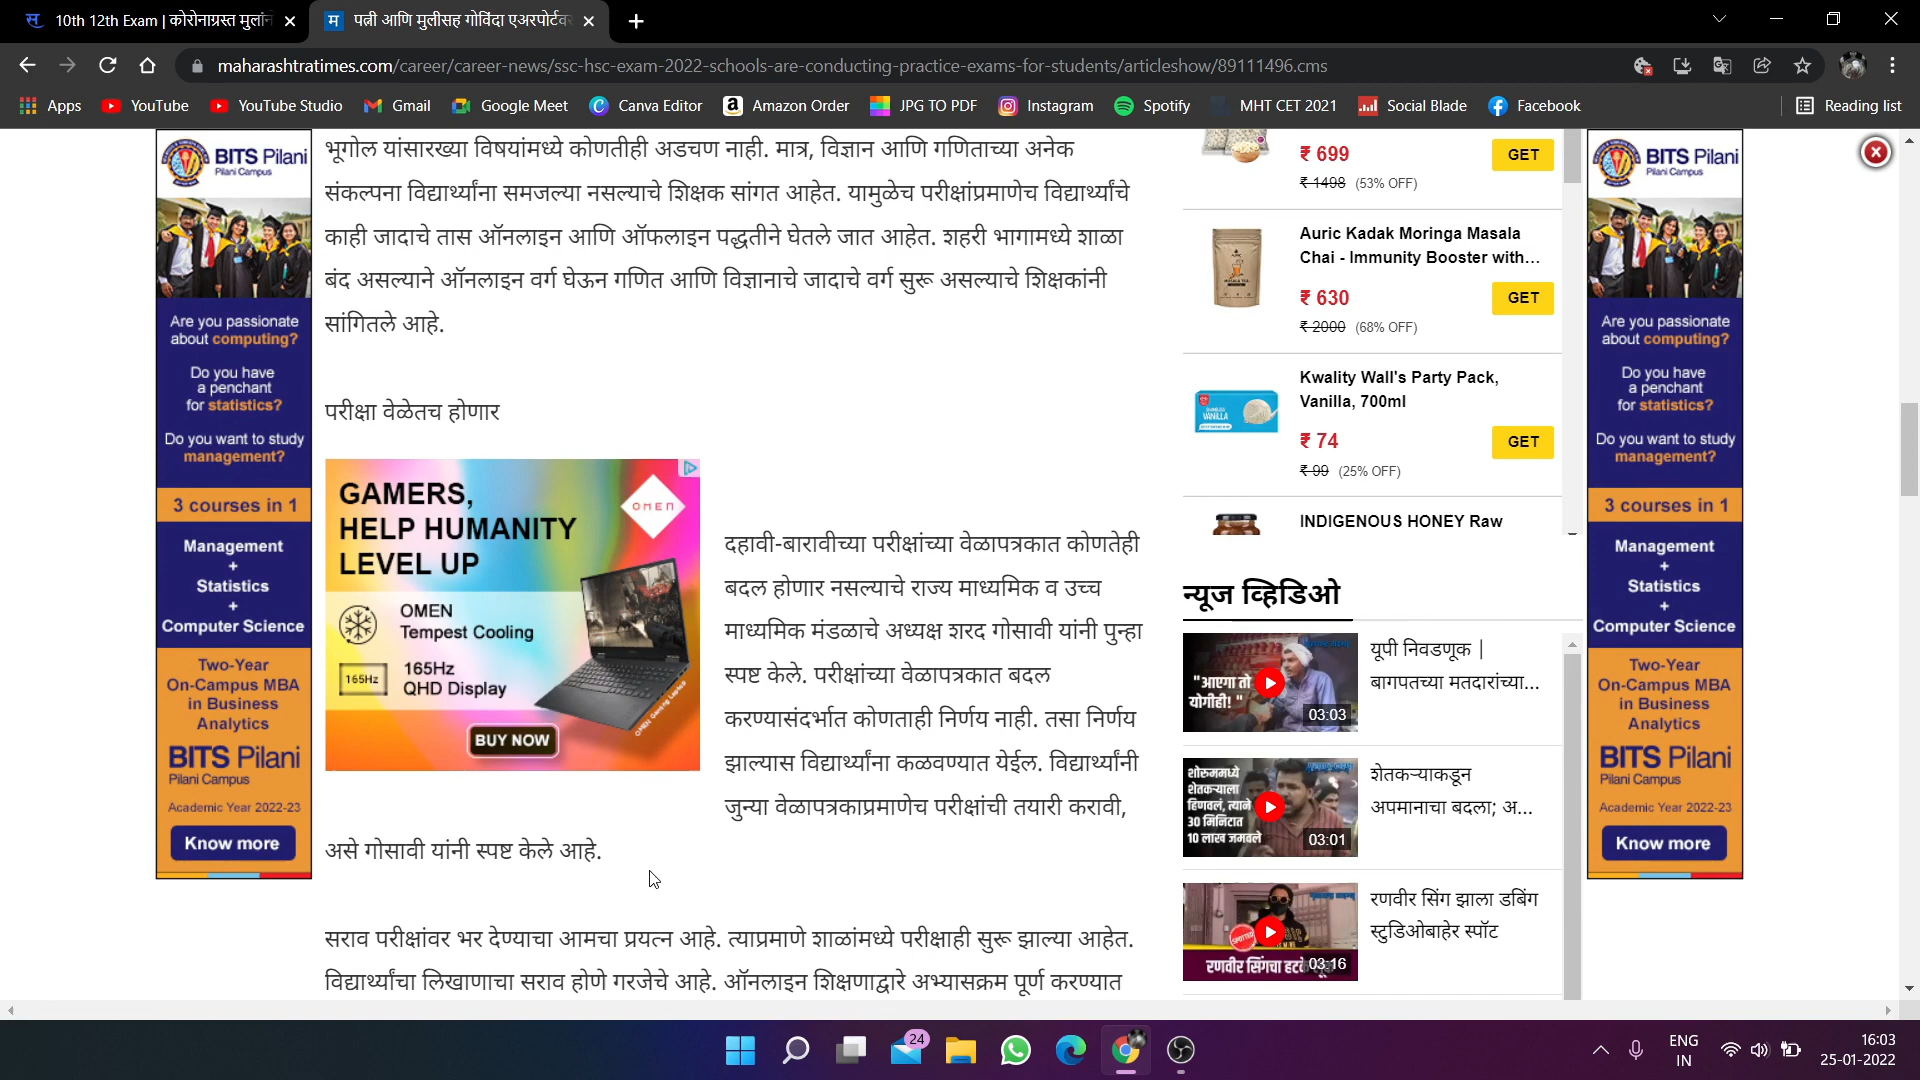 10th 12th Exam | कोरोनाग्रस्त मुलांन
पत्नी आणि मुलीसह गोविंदा एअरपोर्टव
maharashtratimes.com/career/career-news/ssc-hsc-exam-2022-schools-are-conducting-practice-exams-for-students/articleshow/89111496.cms
Apps YouTube YouTube Studio Gmail Google Meet Canva Editor Amazon Order JPG TO PDF Instagram Spotify MHT CET 2021 Social Blade Facebook Reading list
BITS Pilani
Pilani Campus
Are you passionate
about computing?
Do you have
a penchant
for statistics?
Do you want to study
management?
3 courses in 1
Management
+
Statistics
+
Computer Science
Two-Year
On-Campus MBA
in Business
Analytics
BITS Pilani
Pilani Campus
Academic Year 2022-23
Know more
भूगोल यांसारख्या विषयांमध्ये कोणतीही अडचण नाही. मात्र, विज्ञान आणि गणिताच्या अनेक
संकल्पना विद्यार्थ्यांना समजल्या नसल्याचे शिक्षक सांगत आहेत. यामुळेच परीक्षांप्रमाणेच विद्यार्थ्यांचे
काही जादाचे तास ऑनलाइन आणि ऑफलाइन पद्धतीने घेतले जात आहेत. शहरी भागामध्ये शाळा
बंद असल्याने ऑनलाइन वर्ग घेऊन गणित आणि विज्ञानाचे जादाचे वर्ग सुरू असल्याचे शिक्षकांनी
सांगितले आहे.
परीक्षा वेळेतच होणार
GAMERS,
HELP HUMANITY
LEVEL UP
OMEN
OMEN
Tempest Cooling
165Hz
165Hz
QHD Display
OMEN Gaming Laptop
BUY NOW
दहावी-बारावीच्या परीक्षांच्या वेळापत्रकात कोणतेही
बदल होणार नसल्याचे राज्य माध्यमिक व उच्च
माध्यमिक मंडळाचे अध्यक्ष शरद गोसावी यांनी पुन्हा
स्पष्ट केले. परीक्षांच्या वेळापत्रकात बदल
करण्यासंदर्भात कोणताही निर्णय नाही. तसा निर्णय
झाल्यास विद्यार्थ्यांना कळवण्यात येईल. विद्यार्थ्यांनी
जुन्या वेळापत्रकाप्रमाणेच परीक्षांची तयारी करावी,
असे गोसावी यांनी स्पष्ट केले आहे.
सराव परीक्षांवर भर देण्याचा आमचा प्रयत्न आहे. त्याप्रमाणे शाळांमध्ये परीक्षाही सुरू झाल्या आहेत.
विद्यार्थ्यांचा लिखाणाचा सराव होणे गरजेचे आहे. ऑनलाइन शिक्षणाद्वारे अभ्यासक्रम पूर्ण करण्यात
₹ 699
GET
₹ 1498 (53% OFF)
Auric Kadak Moringa Masala
Chai - Immunity Booster with...
₹ 630
GET
₹ 2000 (68% OFF)
Kwality Wall's Party Pack,
Vanilla, 700ml
VANILLA
₹ 74
GET
₹ 99 (25% OFF)
INDIGENOUS HONEY Raw
न्यूज व्हिडिओ
"आएगा तो
योगीही! "
03:03
यूपी निवडणूक |
बागपतच्या मतदारांच्या...
शोरुममध्ये
शेतकऱ्याला
हिणवलं, त्याने
30 मिनिटात
10 लाख जमवले
03:01
शेतकऱ्याकडून
अपमानाचा बदला; अ...
SPOTTED
रणवीर सिंगचा हटके
03:16
रणवीर सिंग झाला डबिंग
स्टुडिओबाहेर स्पॉट
BITS Pilani
Pilani Campus
Are you passionate
about computing?
Do you have
a penchant
for statistics?
Do you want to study
management?
3 courses in 1
Management
+
Statistics
+
Computer Science
Two-Year
On-Campus MBA
in Business
Analytics
BITS Pilani
Pilani Campus
Academic Year 2022-23
Know more
24
ENG
IN
16:03
25-01-2022